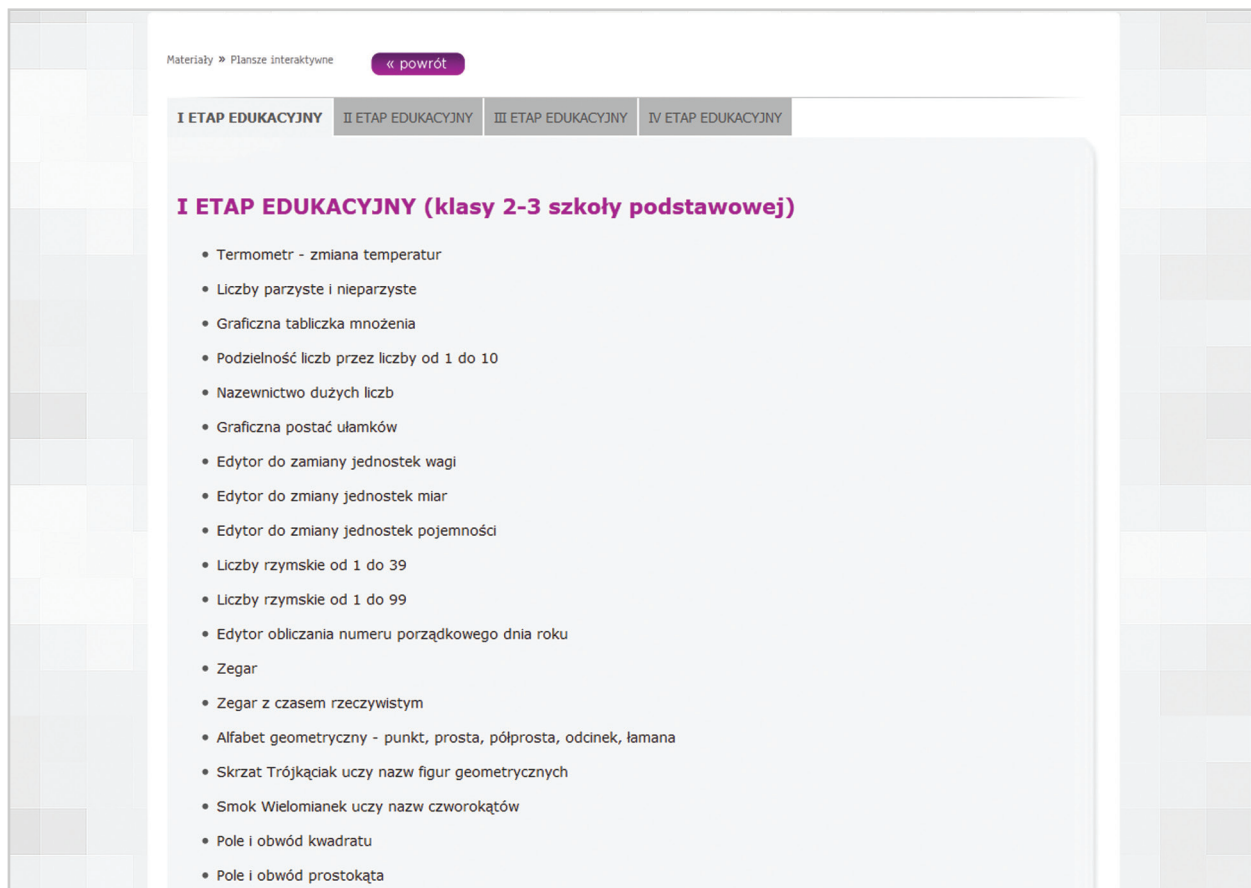 Materiały » Plansze interaktywne « powrót
I ETAP EDUKACYJNY II ETAP EDUKACYJNY III ETAP EDUKACYJNY IV ETAP EDUKACYJNY
I ETAP EDUKACYJNY (klasy 2-3 szkoły podstawowej)
• Termometr - zmiana temperatur
• Liczby parzyste i nieparzyste
• Graficzna tabliczka mnożenia
• Podzielność liczb przez liczby od 1 do 10
• Nazewnictwo dużych liczb
• Graficzna postać ułamków
• Edytor do zamiany jednostek wagi
• Edytor do zmiany jednostek miar
• Edytor do zmiany jednostek pojemności
• Liczby rzymskie od 1 do 39
• Liczby rzymskie od 1 do 99
• Edytor obliczania numeru porządkowego dnia roku
• Zegar
• Zegar z czasem rzeczywistym
• Alfabet geometryczny - punkt, prosta, półprosta, odcinek, łamana
• Skrzat Trójkąciak uczy nazw figur geometrycznych
• Smok Wielomianek uczy nazw czworokątów
• Pole i obwód kwadratu
• Pole i obwód prostokąta